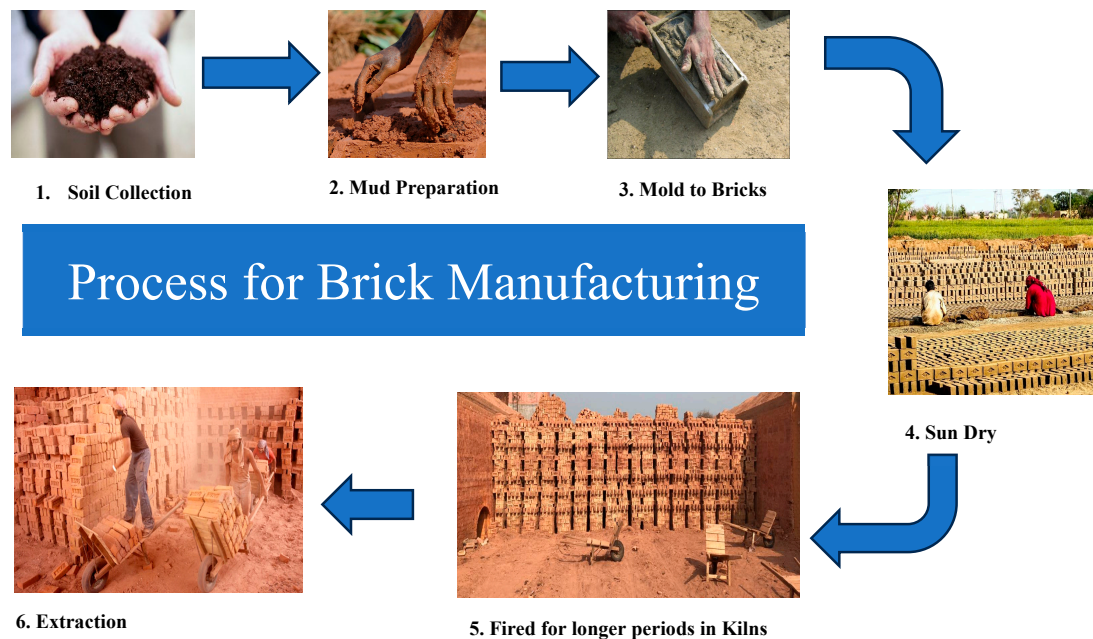 1. Soil Collection
2. Mud Preparation
3. Mold to Bricks
Process for Brick Manufacturing
4. Sun Dry
5. Fired for longer periods in Kilns
6. Extraction